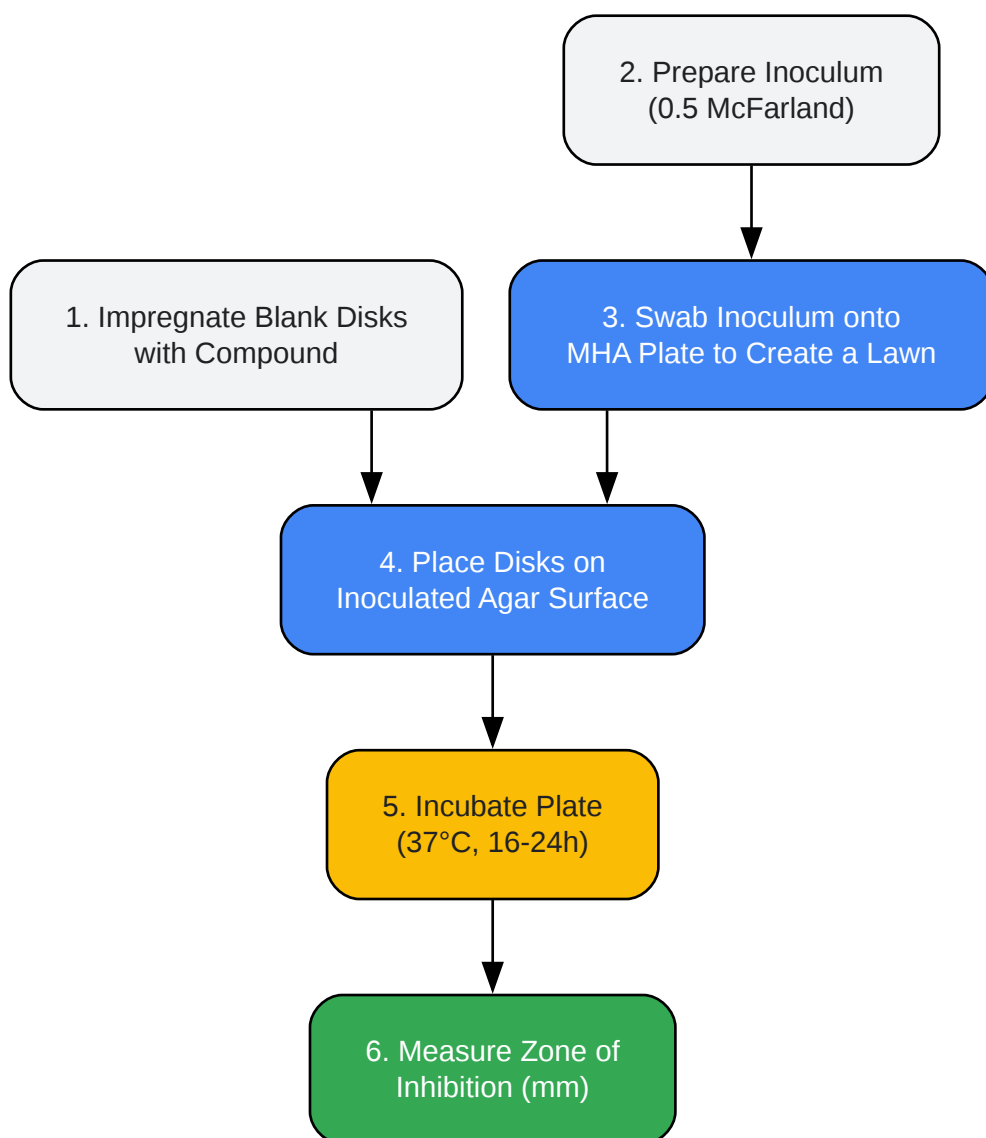 2. Prepare Inoculum
(0.5 McFarland)
1. Impregnate Blank Disks
with Compound
3. Swab Inoculum onto
MHA Plate to Create a Lawn
4. Place Disks on
Inoculated Agar Surface
5. Incubate Plate
(37°C, 16-24h)
6. Measure Zone of
Inhibition (mm)